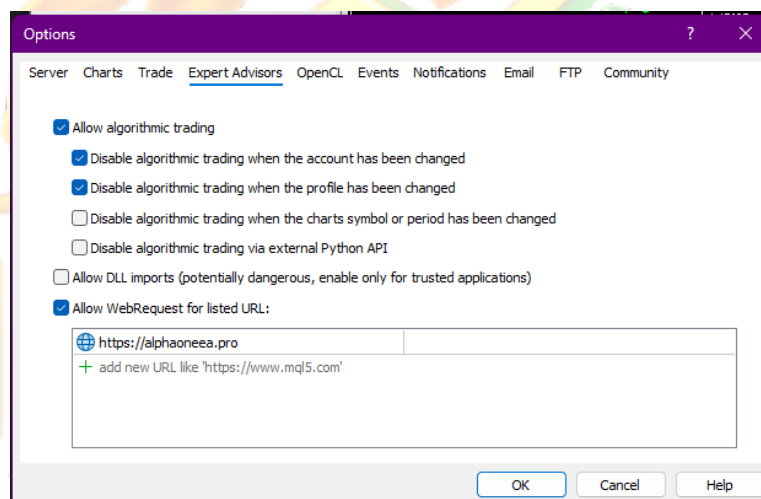 Options
?
Server Charts Trade Expert Advisors OpenCL Events Notifications Email FTP Community
Allow algorithmic trading
Disable algorithmic trading when the account has been changed
Disable algorithmic trading when the profile has been changed
Disable algorithmic trading when the charts symbol or period has been changed
Disable algorithmic trading via external Python API
Allow DLL imports (potentially dangerous, enable only for trusted applications)
Allow WebRequest for listed URL:
https://alphaoneea.pro
+ add new URL like 'https://www.mql5.com'
OK Cancel Help